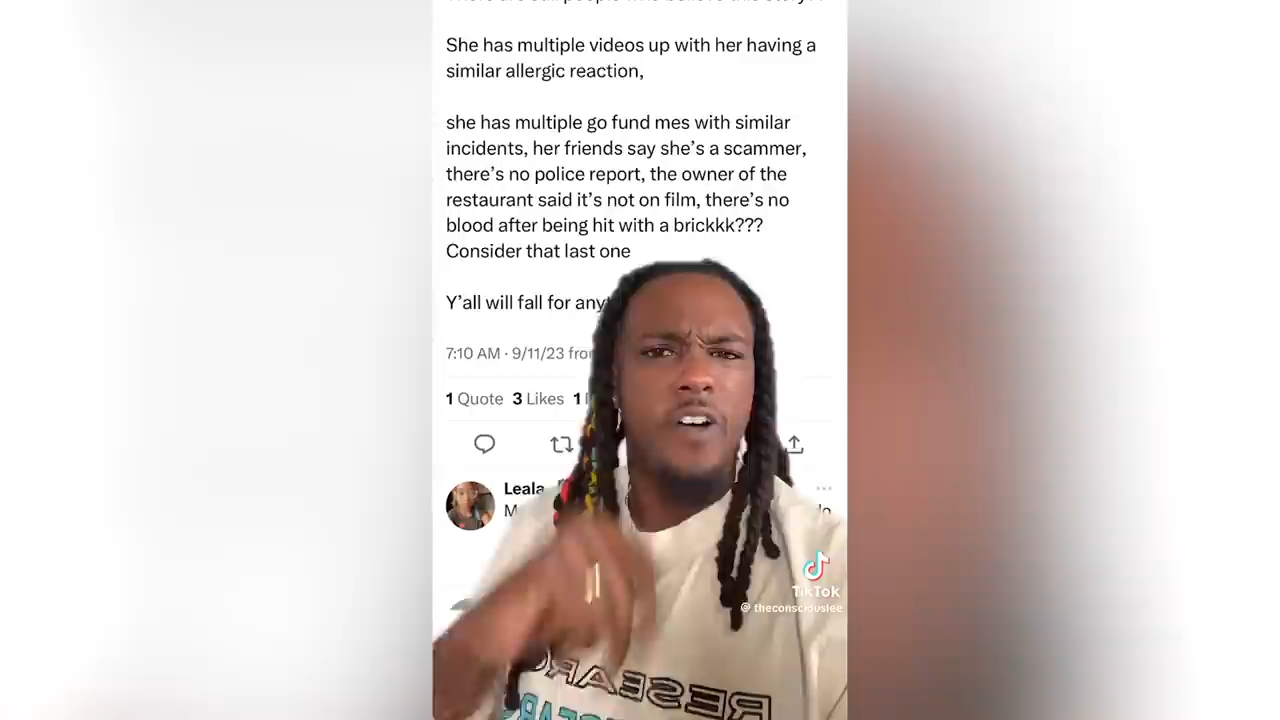 She has multiple videos up with her having a
similar allergic reaction,
she has multiple go fund mes with similar
incidents, her friends say she's a scammer,
there's no police report, the owner of the
restaurant said it's not on film, there's no
blood after being hit with a brickkk???
Consider that last one
Y'all will fall for any
7:10 AM · 9/11/23 from
1 Quote 3 Likes 1
Leala
TikTok
@theconsciouslee
RESEARC